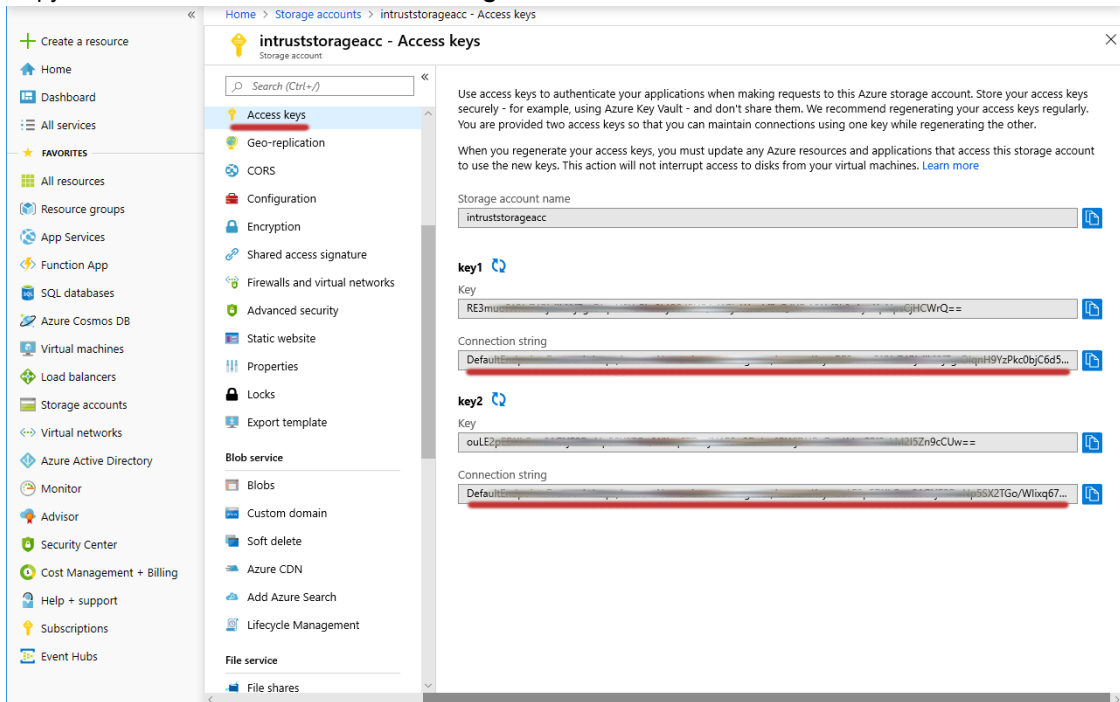 Home > Storage accounts > intruststorageacc - Access keys
Create a resource
Home
Dashboard
All services
FAVORITES
All resources
Resource groups
App Services
Function App
SQL databases
Azure Cosmos DB
Virtual machines
Load balancers
Storage accounts
Virtual networks
Azure Active Directory
Monitor
Advisor
Security Center
Cost Management + Billing
Help + support
Subscriptions
Event Hubs
intruststorageacc - Access keys
Storage account
Search (Ctrl+/)
Access keys
Geo-replication
CORS
Configuration
Encryption
Shared access signature
Firewalls and virtual networks
Advanced security
Static website
Properties
Locks
Export template
Blob service
Blobs
Custom domain
Soft delete
Azure CDN
Add Azure Search
Lifecycle Management
File service
File shares
Use access keys to authenticate your applications when making requests to this Azure storage account. Store your access keys
securely - for example, using Azure Key Vault - and don't share them. We recommend regenerating your access keys regularly.
You are provided two access keys so that you can maintain connections using one key while regenerating the other.
When you regenerate your access keys, you must update any Azure resources and applications that access this storage account
to use the new keys. This action will not interrupt access to disks from your virtual machines. Learn more
Storage account name
intruststorageacc
key1
Key
Connection string
key2
Key
Connection string